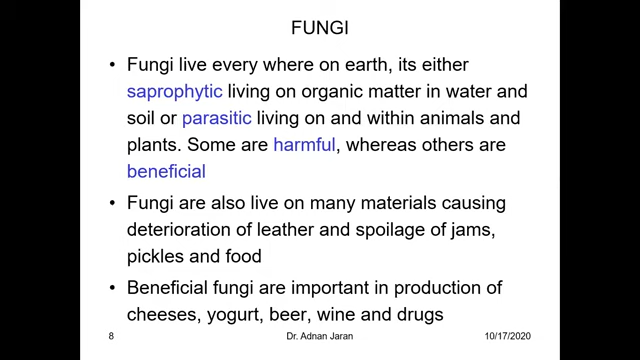 FUNGI
• Fungi live every where on earth, its either
saprophytic living on organic matter in water and
soil or parasitic living on and within animals and
plants. Some are harmful, whereas others are
beneficial
• Fungi are also live on many materials causing
deterioration of leather and spoilage of jams,
pickles and food
• Beneficial fungi are important in production of
cheeses, yogurt, beer, wine and drugs
8 Dr. Adnan Jaran 10/17/2020